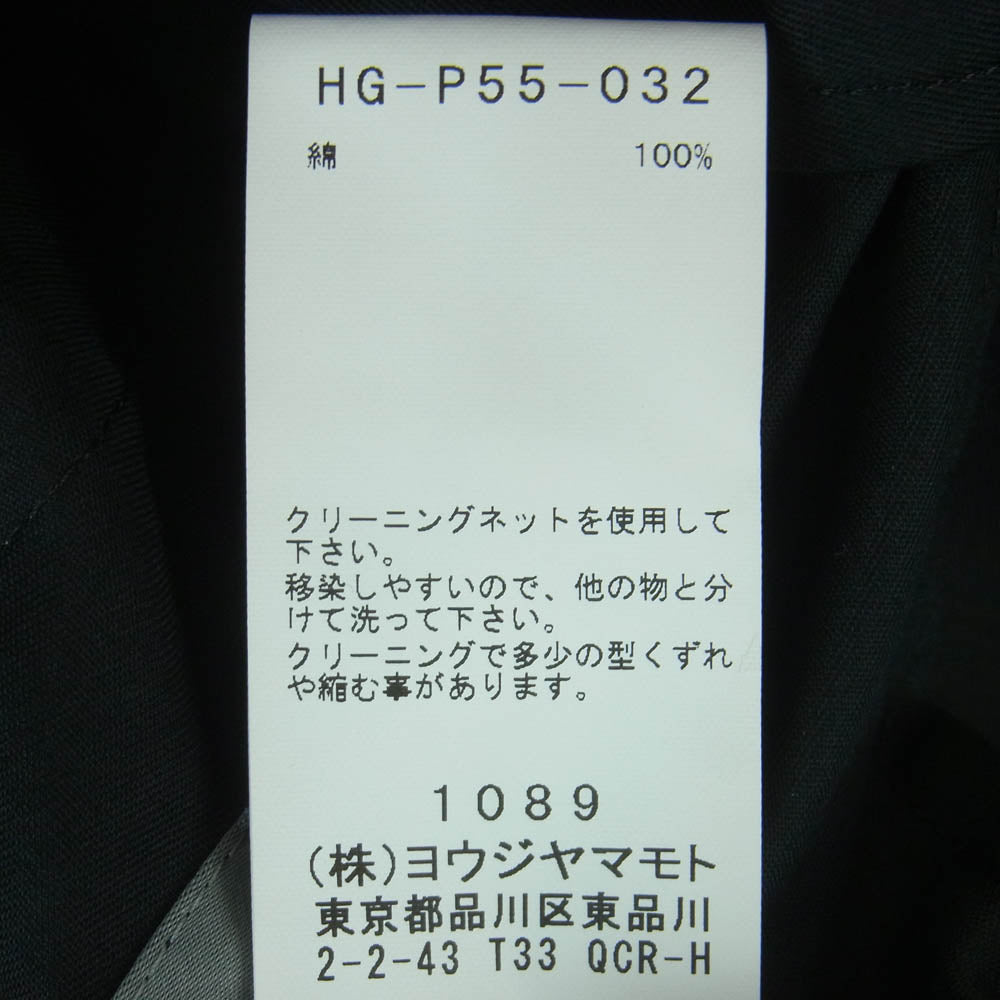 HG-P55-032
綿 100%
クリーニングネットを使用して
下さい。
移染しやすいので、他の物と分
けて洗って下さい。
クリーニングで多少の型くずれ
や縮む事があります。
1089
(株)ヨウジヤマモト
東京都品川区東品川
2-2-43 T33 QCR-H